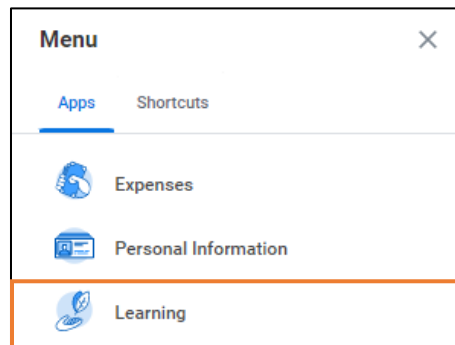 Menu
Apps Shortcuts
Expenses
Personal Information
Learning